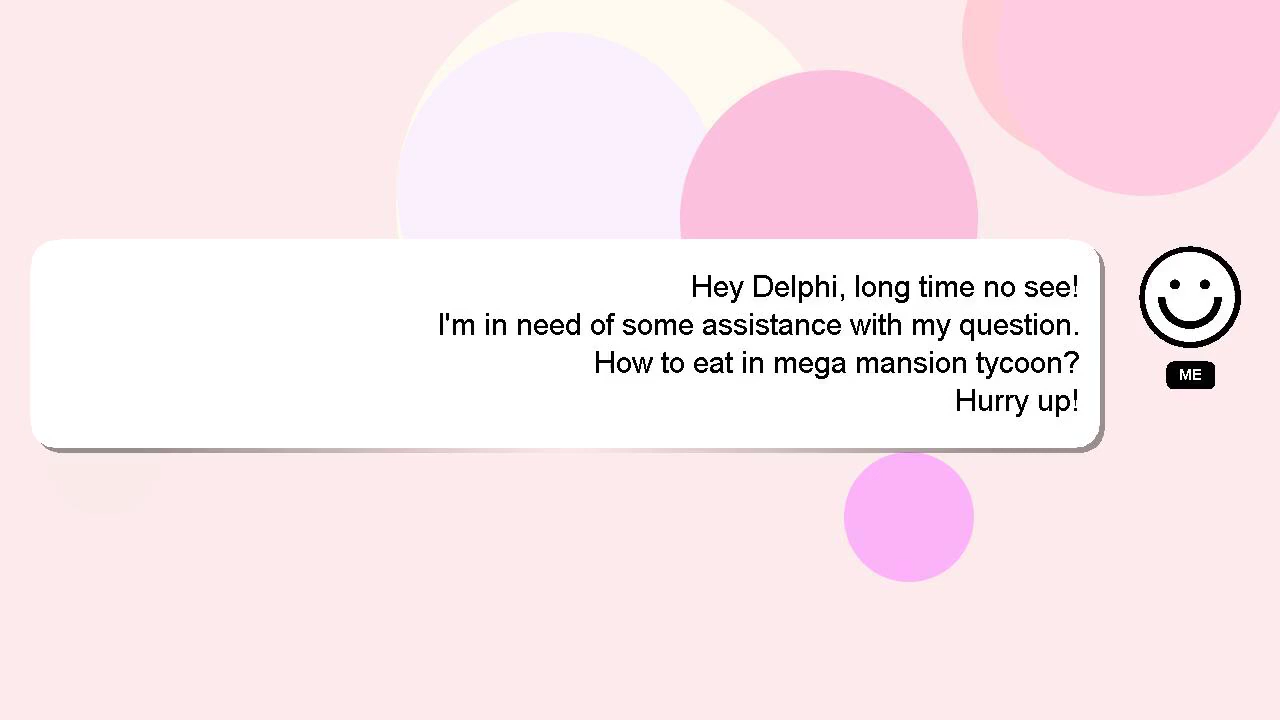 Hey Delphi, long time no see!
I'm in need of some assistance with my question.
How to eat in mega mansion tycoon?
Hurry up!
ME